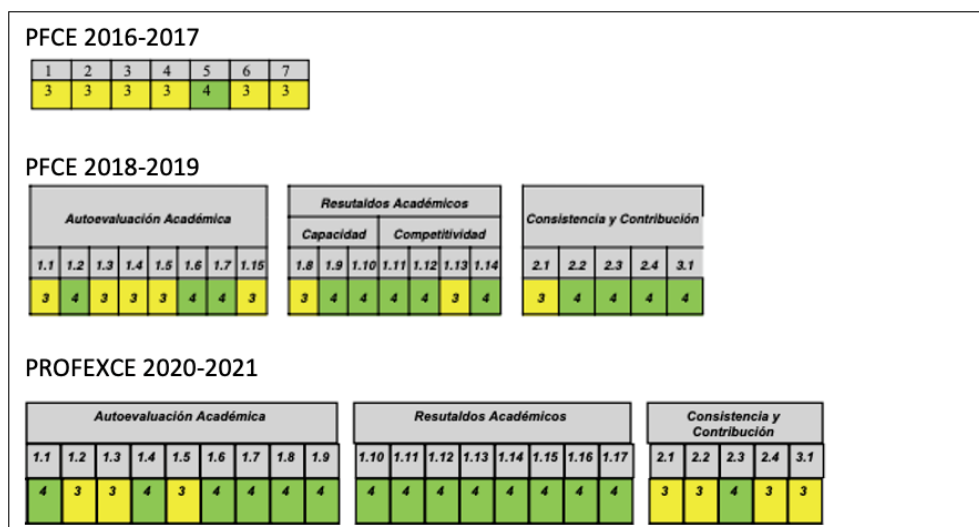 PFCE 2016-2017
1 2 3 4 5 6 7
3 3 3 3 4 3 3
PFCE 2018-2019
Autoevaluación Académica
Resutaldos Académicos
Consistencia y Contribución
Capacidad Competitividad
1.1 1.2 1.3 1.4 1.5 1.6 1.7 1.15 1.8 1.9 1.10 1.11 1.12 1.13 1.14 2.1 2.2 2.3 2.4 3.1
3 4 3 3 3 4 4 3 3 4 4 4 4 3 4 3 4 4 4 4
PROFEXCE 2020-2021
Autoevaluación Académica Resutaldos Académicos Consistencia y
Contribución
1.1 1.2 1.3 1.4 1.5 1.6 1.7 1.8 1.9 1.10 1.11 1.12 1.13 1.14 1.15 1.16 1.17 2.1 2.2 2.3 2.4 3.1
4 3 3 4 3 4 4 4 4 4 4 4 4 4 4 4 4 3 3 4 3 3